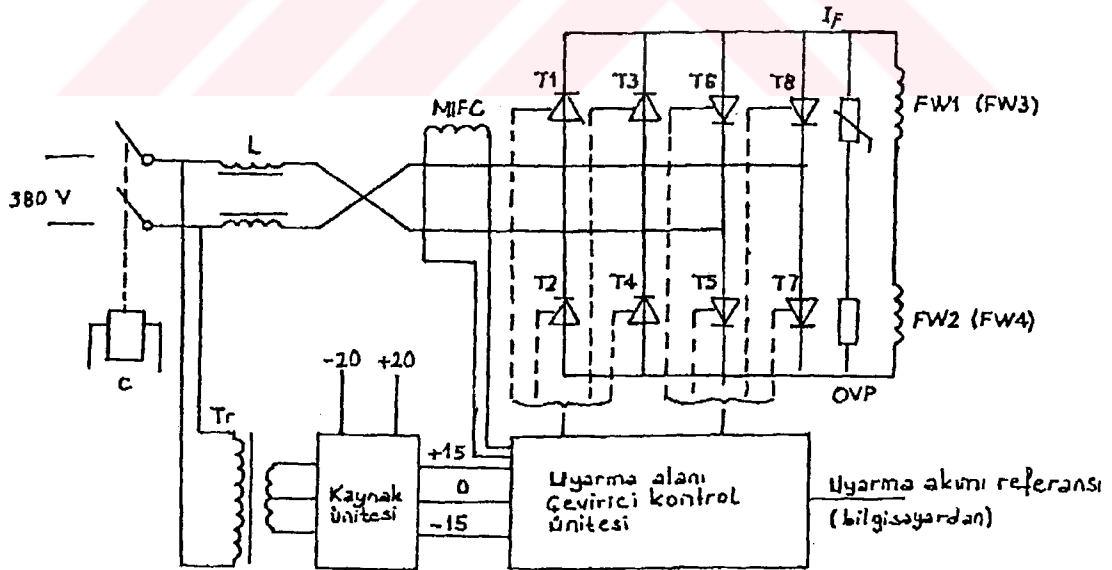 I_F
T1
T3
T6
T8
FW1 (FW3)
MIFC
L
380 V
T2
T4
T5
T7
FW2 (FW4)
C
-20 +20
OVP
Tr
+15
0
-15
Kaynak
ünitesi
Uyarma alanı
Çevirici kontrol
ünitesi
Uyarma akımı referansı
(bilgisayardan)